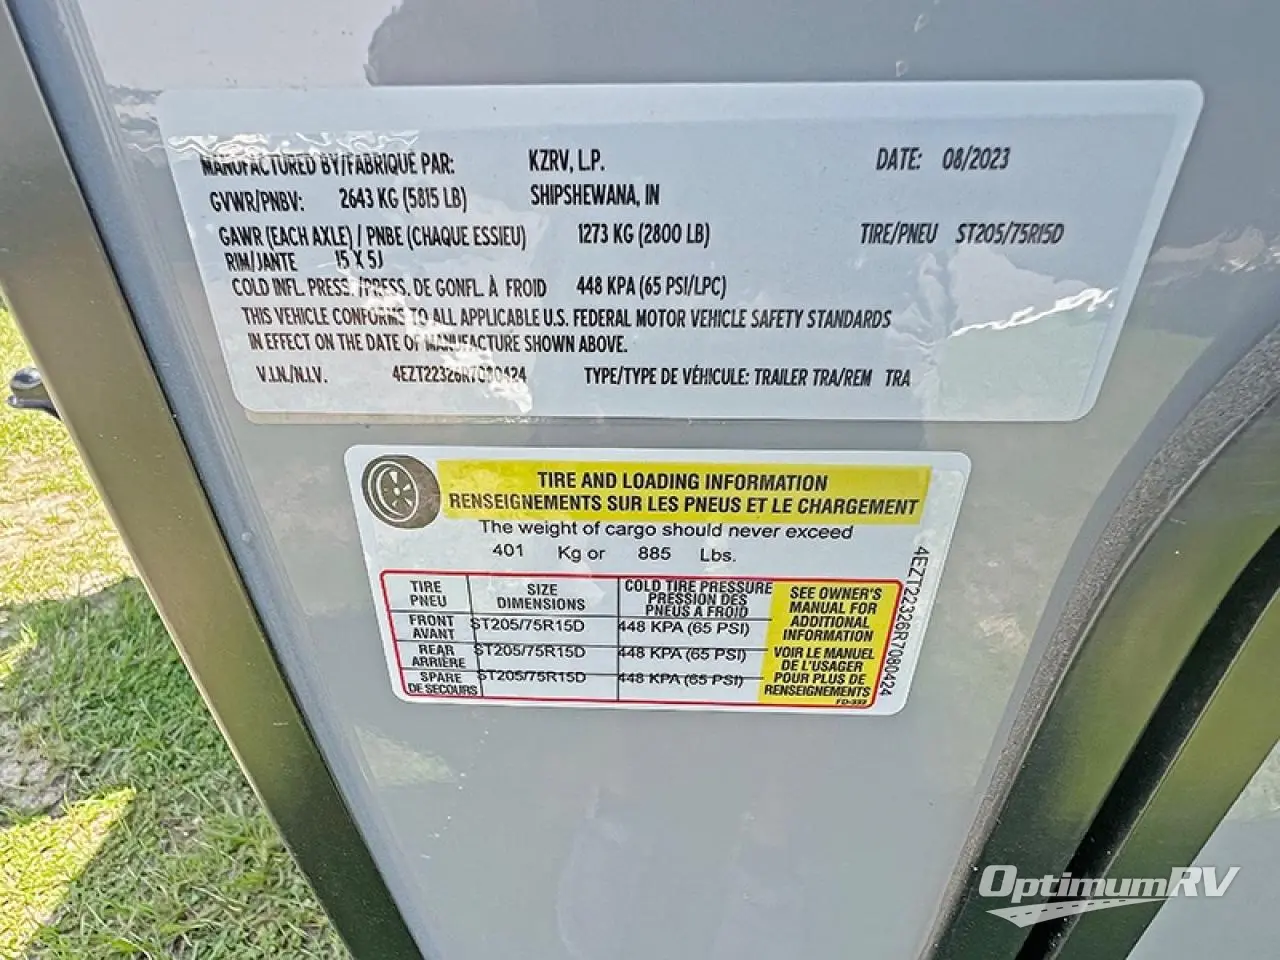 MANUFACTURED BY/FABRIQUE PAR: KZRV, L.P. DATE: 08/2023
GVWR/PNBV: 2643 KG (5815 LB) SHIPSHEWANA, IN
GAWR (EACH AXLE) / PNBE (CHAQUE ESSIEU) 1273 KG (2800 LB) TIRE/PNEU ST205/75R15D
RIM/JANTE 15 X 5J
COLD INFL. PRESS. /PRESS. DE GONFL. À FROID 448 KPA (65 PSI/LPC)
THIS VEHICLE CONFORMS TO ALL APPLICABLE U.S. FEDERAL MOTOR VEHICLE SAFETY STANDARDS
IN EFFECT ON THE DATE OF MANUFACTURE SHOWN ABOVE.
V.I.N./N.I.V. 4EZT22326R7080424 TYPE/TYPE DE VÉHICULE: TRAILER TRA/REM TRA
TIRE AND LOADING INFORMATION
RENSEIGNEMENTS SUR LES PNEUS ET LE CHARGEMENT
The weight of cargo should never exceed
401 Kg or 885 Lbs.
TIRE
PNEU
SIZE
DIMENSIONS
COLD TIRE PRESSURE
PRESSION DES
PNEUS A FROID
FRONT
AVANT
ST205/75R15D 448 KPA (65 PSI)
REAR
ARRIÈRE
ST205/75R15D 448 KPA (65 PSI)
SPARE
DE SECOURS
ST205/75R15D 448 KPA (65 PSI)
SEE OWNER'S
MANUAL FOR
ADDITIONAL
INFORMATION
VOIR LE MANUEL
DE L'USAGER
POUR PLUS DE
RENSEIGNEMENTS
FD-332
4EZT22326R7080424
OptimumRV